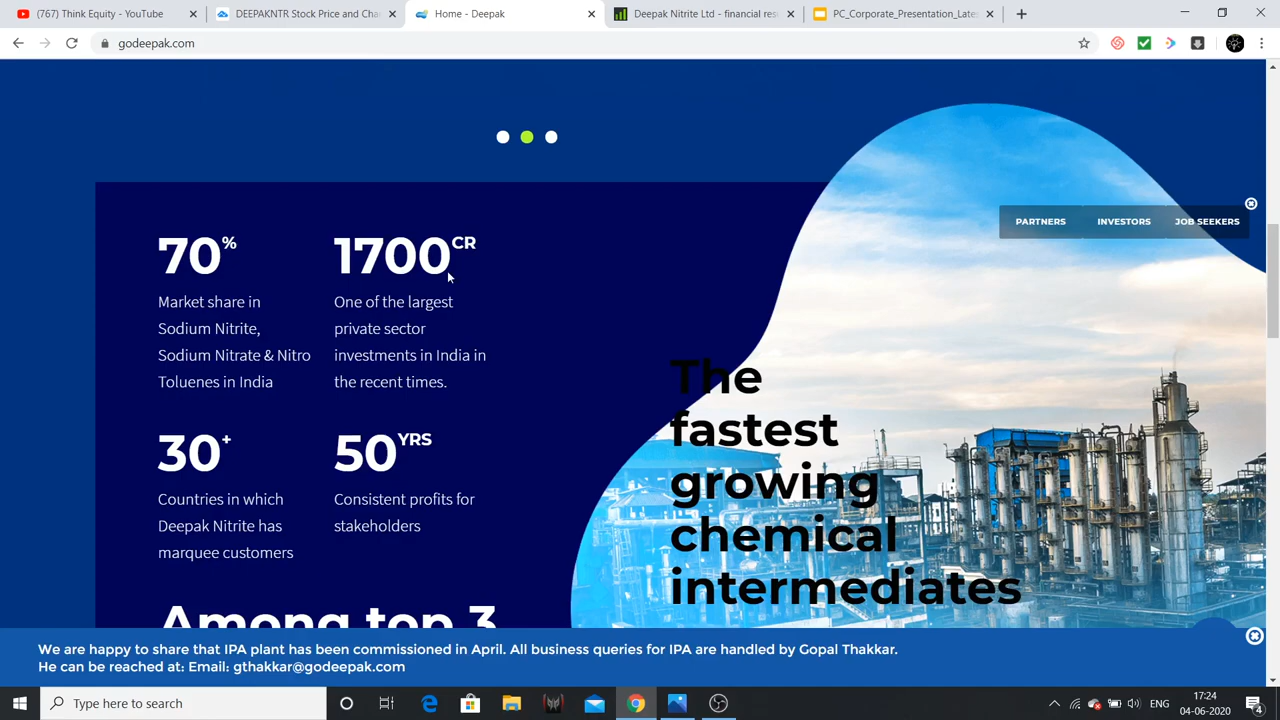 (767) Think Equity - YouTube
DEEPAKNTR Stock Price and Cha
Home - Deepak
Deepak Nitrite Ltd - financial res
PC_Corporate_Presentation_Lates
godeepak.com
PARTNERS INVESTORS JOB SEEKERS
70%
Market share in
Sodium Nitrite,
Sodium Nitrate & Nitro
Toluenes in India
1700CR
One of the largest
private sector
investments in India in
the recent times.
30+
Countries in which
Deepak Nitrite has
marquee customers
50YRS
Consistent profits for
stakeholders
Among top 3
The
fastest
growing
chemical
intermediates
We are happy to share that IPA plant has been commissioned in April. All business queries for IPA are handled by Gopal Thakkar.
He can be reached at: Email: gthakkar@godeepak.com
Type here to search
ENG
17:24
04-06-2020
4